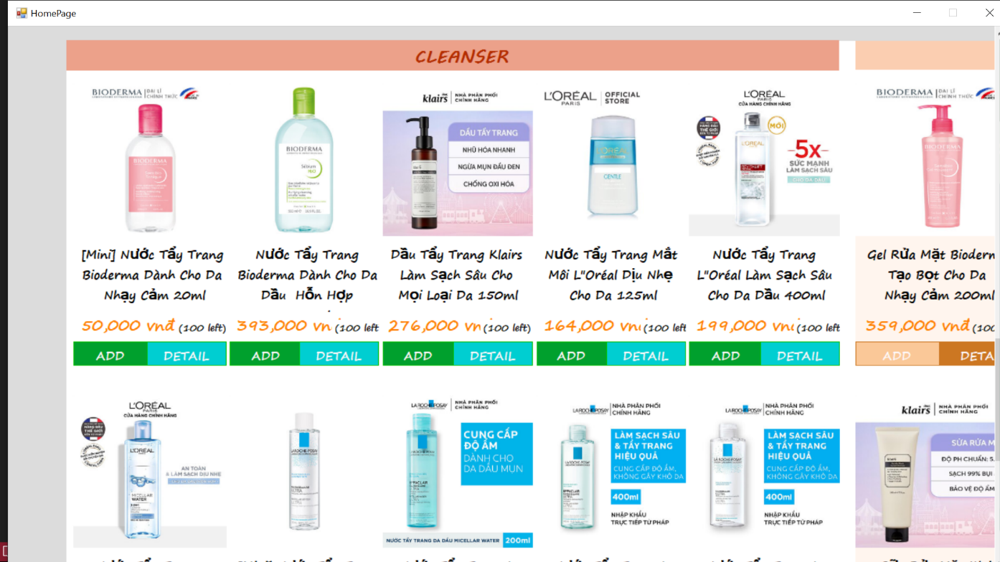 HomePage
CLEANSER
BIODERMA ĐẠI LÍ CHÍNH THỨC
BIODERMA
BIODERMA
Sébium
H2O
klairs NHÀ PHÂN PHỐI CHÍNH HÃNG
DẦU TẨY TRANG
NHŨ HÓA NHANH
NGỪA MỤN ĐẦU ĐEN
CHỐNG OXI HÓA
L'ORÉAL PARIS OFFICIAL STORE
L'ORÉAL
GENTLE
L'ORÉAL
PARIS
CỬA HÀNG CHÍNH HÃNG
MỚI
L'ORÉAL
5x
SỨC MẠNH
LÀM SẠCH SÂU
CHO DA DẦU
BIODERMA ĐẠI LÍ CHÍNH THỨC
BIODERMA
[Mini] Nước Tẩy Trang
Bioderma Dành Cho Da
Nhạy Cảm 20ml
Nước Tẩy Trang
Bioderma Dành Cho Da
Dầu Hỗn Hợp
Dầu Tẩy Trang Klairs
Làm Sạch Sâu Cho
Mọi Loại Da 150ml
Nước Tẩy Trang Mắt
Môi L"Oréal Dịu Nhẹ
Cho Da 125ml
Nước Tẩy Trang
L"Oréal Làm Sạch Sâu
Cho Da Dầu 400ml
Gel Rửa Mặt Bioderm
Tạo Bọt Cho Da
Nhạy Cảm 200ml
50,000 vnđ (100 left)
393,000 vn (100 left
276,000 vn (100 left)
164,000 vn (100 left
199,000 vn (100 left
359,000 vnđ (100
ADD DETAIL
ADD DETAIL
ADD DETAIL
ADD DETAIL
ADD DETAIL
ADD DETA
L'ORÉAL
PARIS
CỬA HÀNG CHÍNH HÃNG
L'ORÉAL
MICELLAR
WATER
AN TOÀN
& LÀM SẠCH DỊU NHẸ
LA ROCHE-POSAY
LA ROCHE-POSAY NHÀ PHÂN PHỐI CHÍNH HÃNG
LA ROCHE-POSAY
EFFACLAR
CUNG CẤP
ĐỘ ẨM
DÀNH CHO
DA DẦU MỤN
NƯỚC TẨY TRANG DA DẦU MICELLAR WATER 200ml
LA ROCHE-POSAY NHÀ PHÂN PHỐI CHÍNH HÃNG
EFFACLAR
ULTRA
LÀM SẠCH SÂU
& TẨY TRANG
HIỆU QUẢ
CUNG CẤP ĐỘ ẨM,
KHÔNG GÂY KHÔ DA
400ml
NHẬP KHẨU
TRỰC TIẾP TỪ PHÁP
LA ROCHE-POSAY NHÀ PHÂN PHỐI CHÍNH HÃNG
ULTRA
LÀM SẠCH SÂU
& TẨY TRANG
HIỆU QUẢ
CUNG CẤP ĐỘ ẨM,
KHÔNG GÂY KHÔ DA
400ml
NHẬP KHẨU
TRỰC TIẾP TỪ PHÁP
klairs NHÀ PHÂN PHỐI CHÍNH HÃNG
klairs
SỮA RỬA M
ĐỘ PH CHUẨN: 5.
SẠCH 99% BỤI
BẢO VỆ ĐỘ ẨM